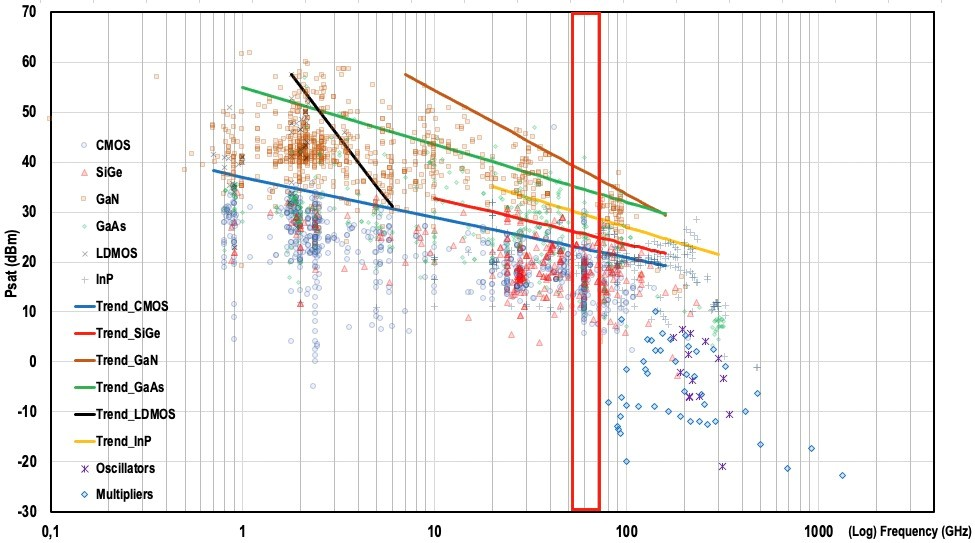 70
60
50
40
30
20
10
0
-10
-20
-30
Psat (dBm)
CMOS
SiGe
GaN
GaAs
LDMOS
InP
Trend_CMOS
Trend_SiGe
Trend_GaN
Trend_GaAs
Trend_LDMOS
Trend_InP
Oscillators
Multipliers
0,1
1
10
100
1000
(Log) Frequency (GHz)